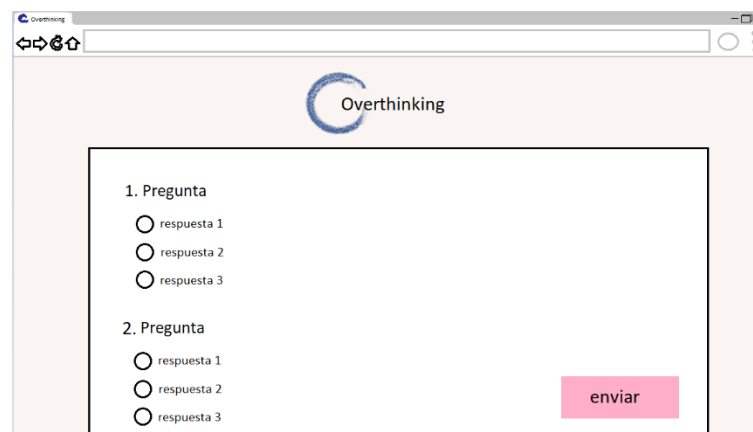 Overthinking
Overthinking
1. Pregunta
respuesta 1
respuesta 2
respuesta 3
2. Pregunta
respuesta 1
respuesta 2
respuesta 3
enviar